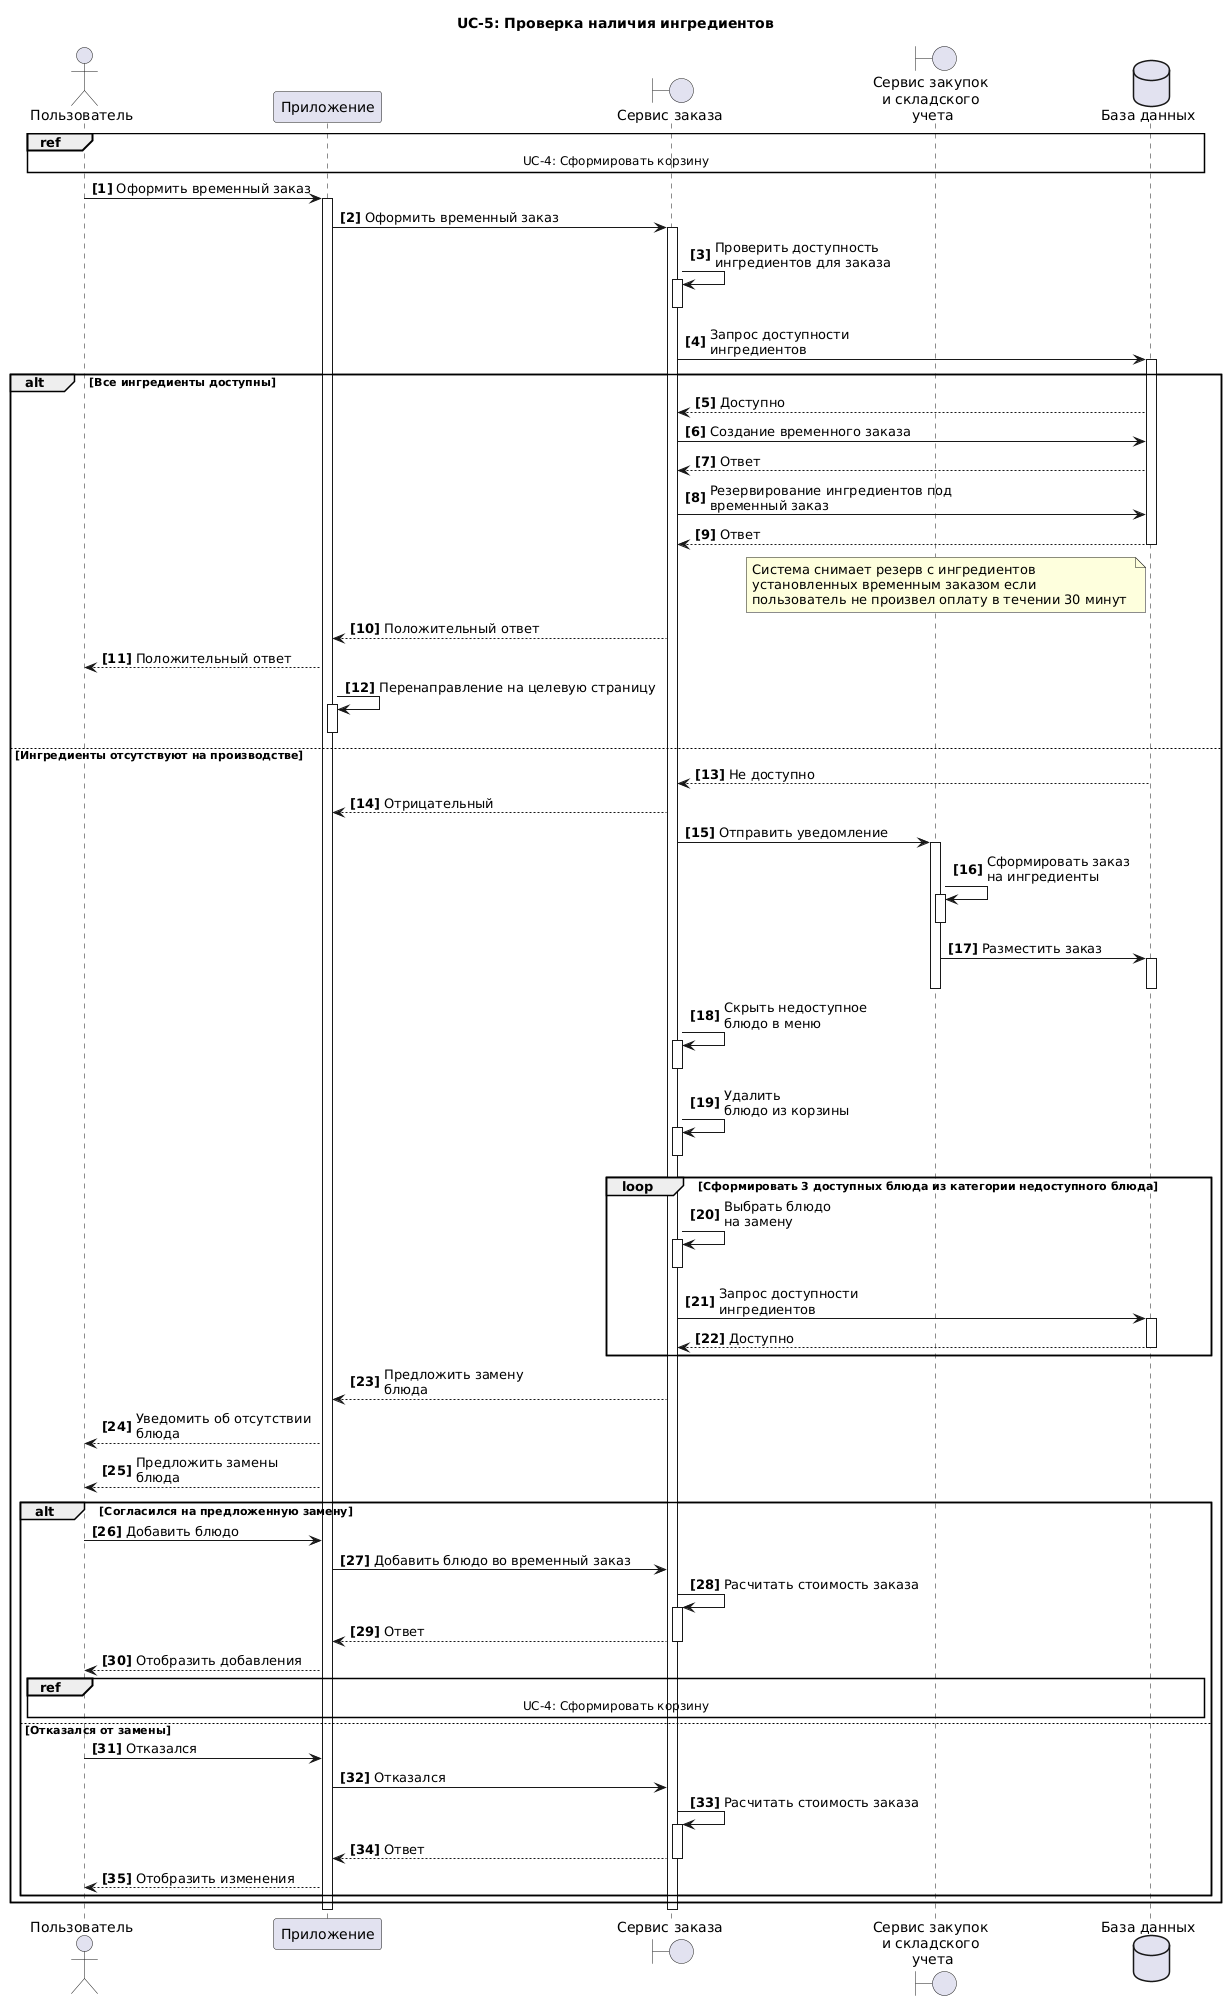 UC-5: Проверка наличия ингредиентов
Пользователь
Приложение
Сервис заказа
Сервис закупок
и складского
учета
База данных
ref
UC-4: Сформировать корзину
[1] Оформить временный заказ
[2] Оформить временный заказ
[3] Проверить доступность
ингредиентов для заказа
[4] Запрос доступности
ингредиентов
alt [Все ингредиенты доступны]
[5] Доступно
[6] Создание временного заказа
[7] Ответ
[8] Резервирование ингредиентов под
временный заказ
[9] Ответ
Система снимает резерв с ингредиентов
установленных временным заказом если
пользователь не произвел оплату в течении 30 минут
[10] Положительный ответ
[11] Положительный ответ
[12] Перенаправление на целевую страницу
[Ингредиенты отсутствуют на производстве]
[13] Не доступно
[14] Отрицательный
[15] Отправить уведомление
[16] Сформировать заказ
на ингредиенты
[17] Разместить заказ
[18] Скрыть недоступное
блюдо в меню
[19] Удалить
блюдо из корзины
loop [Сформировать 3 доступных блюда из категории недоступного блюда]
[20] Выбрать блюдо
на замену
[21] Запрос доступности
ингредиентов
[22] Доступно
[23] Предложить замену
блюда
[24] Уведомить об отсутствии
блюда
[25] Предложить замены
блюда
alt [Согласился на предложенную замену]
[26] Добавить блюдо
[27] Добавить блюдо во временный заказ
[28] Расчитать стоимость заказа
[29] Ответ
[30] Отобразить добавления
ref
UC-4: Сформировать корзину
[Отказался от замены]
[31] Отказался
[32] Отказался
[33] Расчитать стоимость заказа
[34] Ответ
[35] Отобразить изменения
Пользователь
Приложение
Сервис заказа
Сервис закупок
и складского
учета
База данных